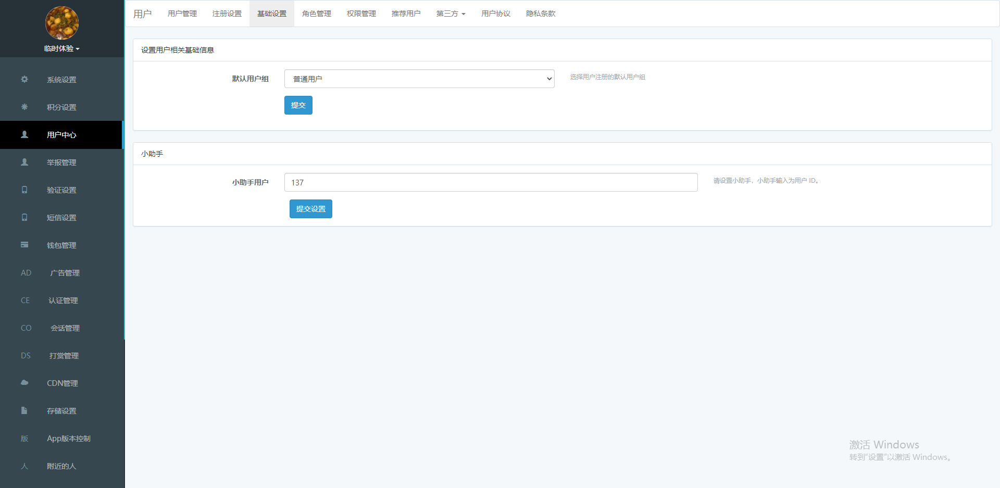 临时体验
系统设置
积分设置
用户中心
举报管理
验证设置
短信设置
钱包管理
AD 广告管理
CE 认证管理
CO 会话管理
DS 打赏管理
CDN管理
存储设置
版 App版本控制
人 附近的人
用户 用户管理 注册设置 基础设置 角色管理 权限管理 推荐用户 第三方 用户协议 隐私条款
设置用户相关基础信息
默认用户组 普通用户 选择用户注册的默认用户组
提交
小助手
小助手用户 137 请设置小助手，小助手输入为用户 ID。
提交设置
激活 Windows
转到"设置"以激活 Windows。